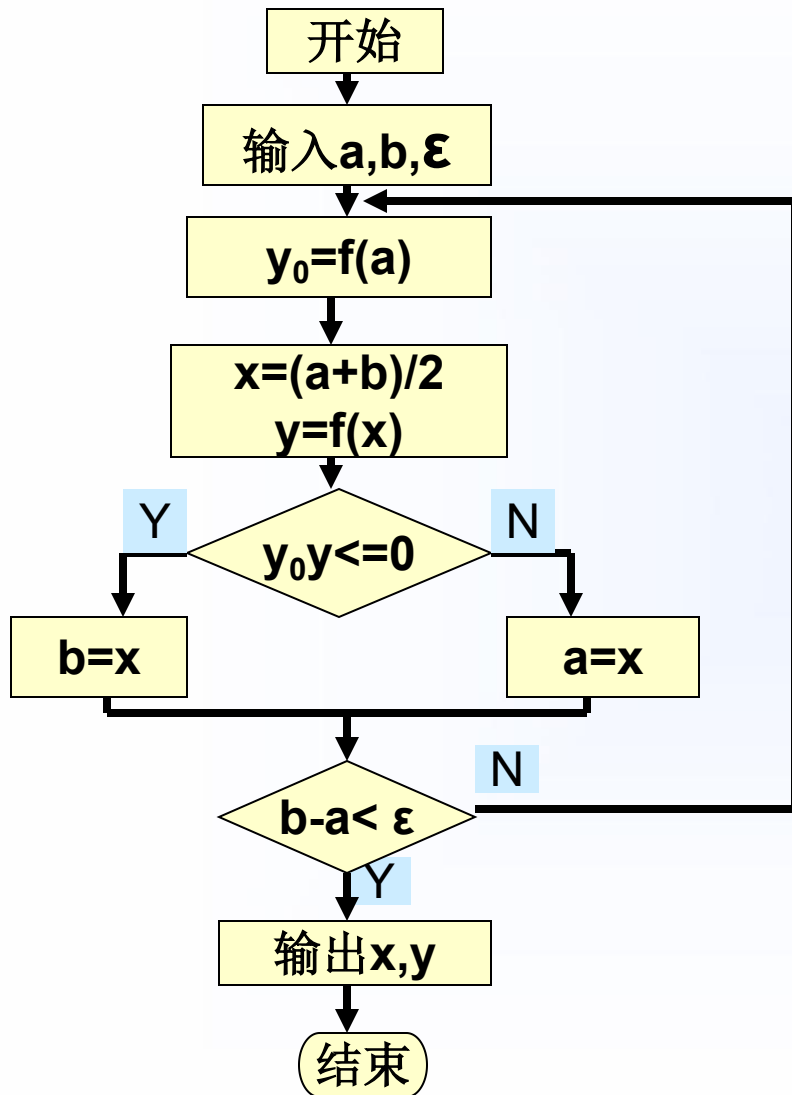 开始
输入a,b,ε
y₀=f(a)
x=(a+b)/2
y=f(x)
Y
N
y₀y<=0
b=x
a=x
N
b-a< ε
Y
输出x,y
结束